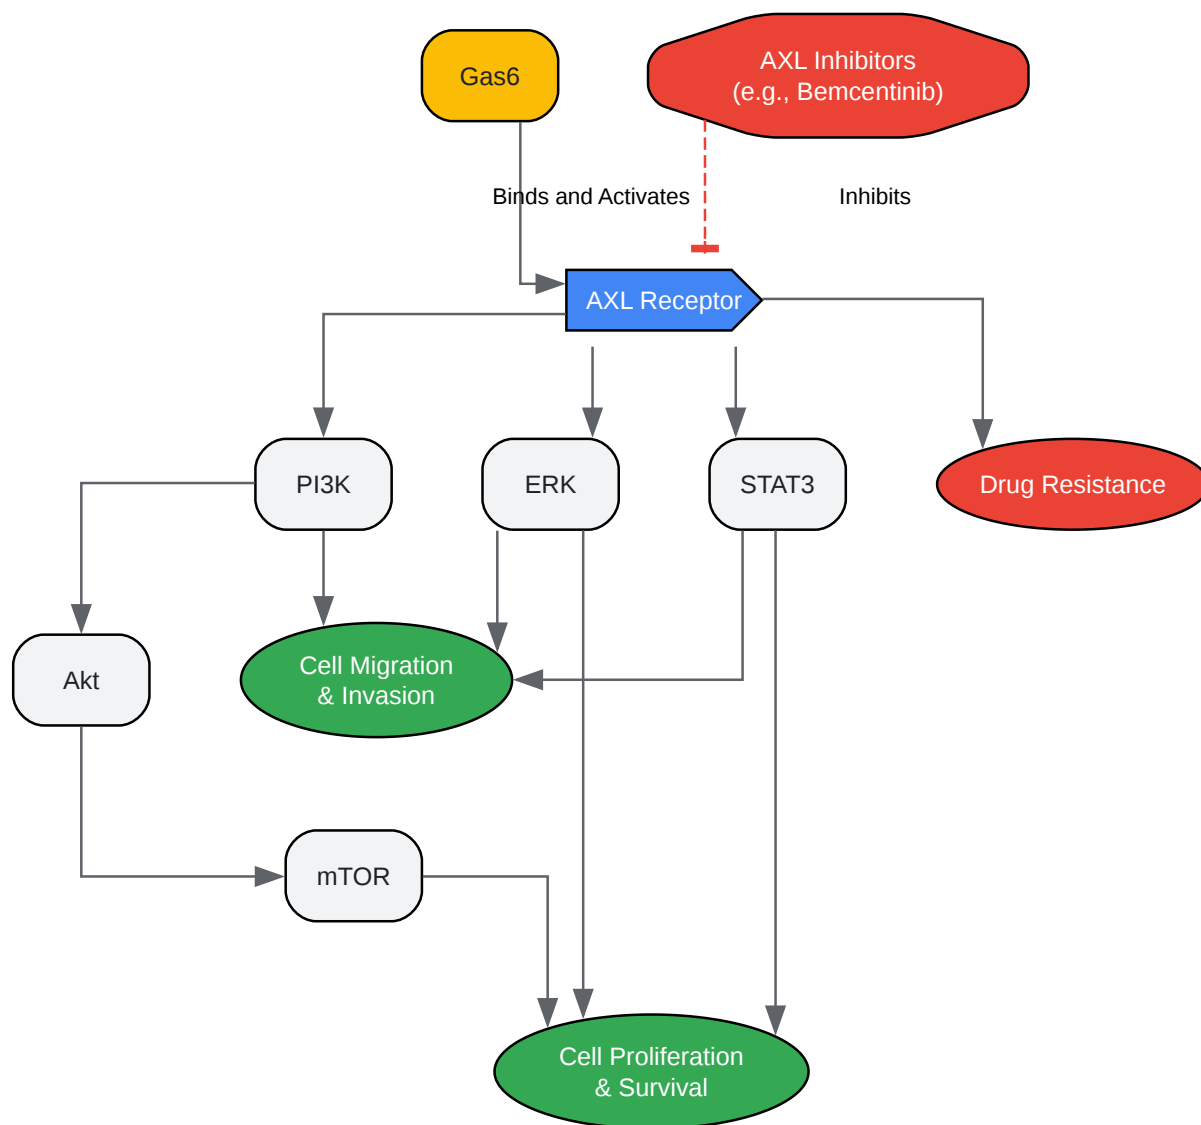 Gas6
AXL Inhibitors
(e.g., Bemcentinib)
Binds and Activates
Inhibits
AXL Receptor
PI3K
ERK
STAT3
Drug Resistance
Cell Migration
& Invasion
Akt
mTOR
Cell Proliferation
& Survival